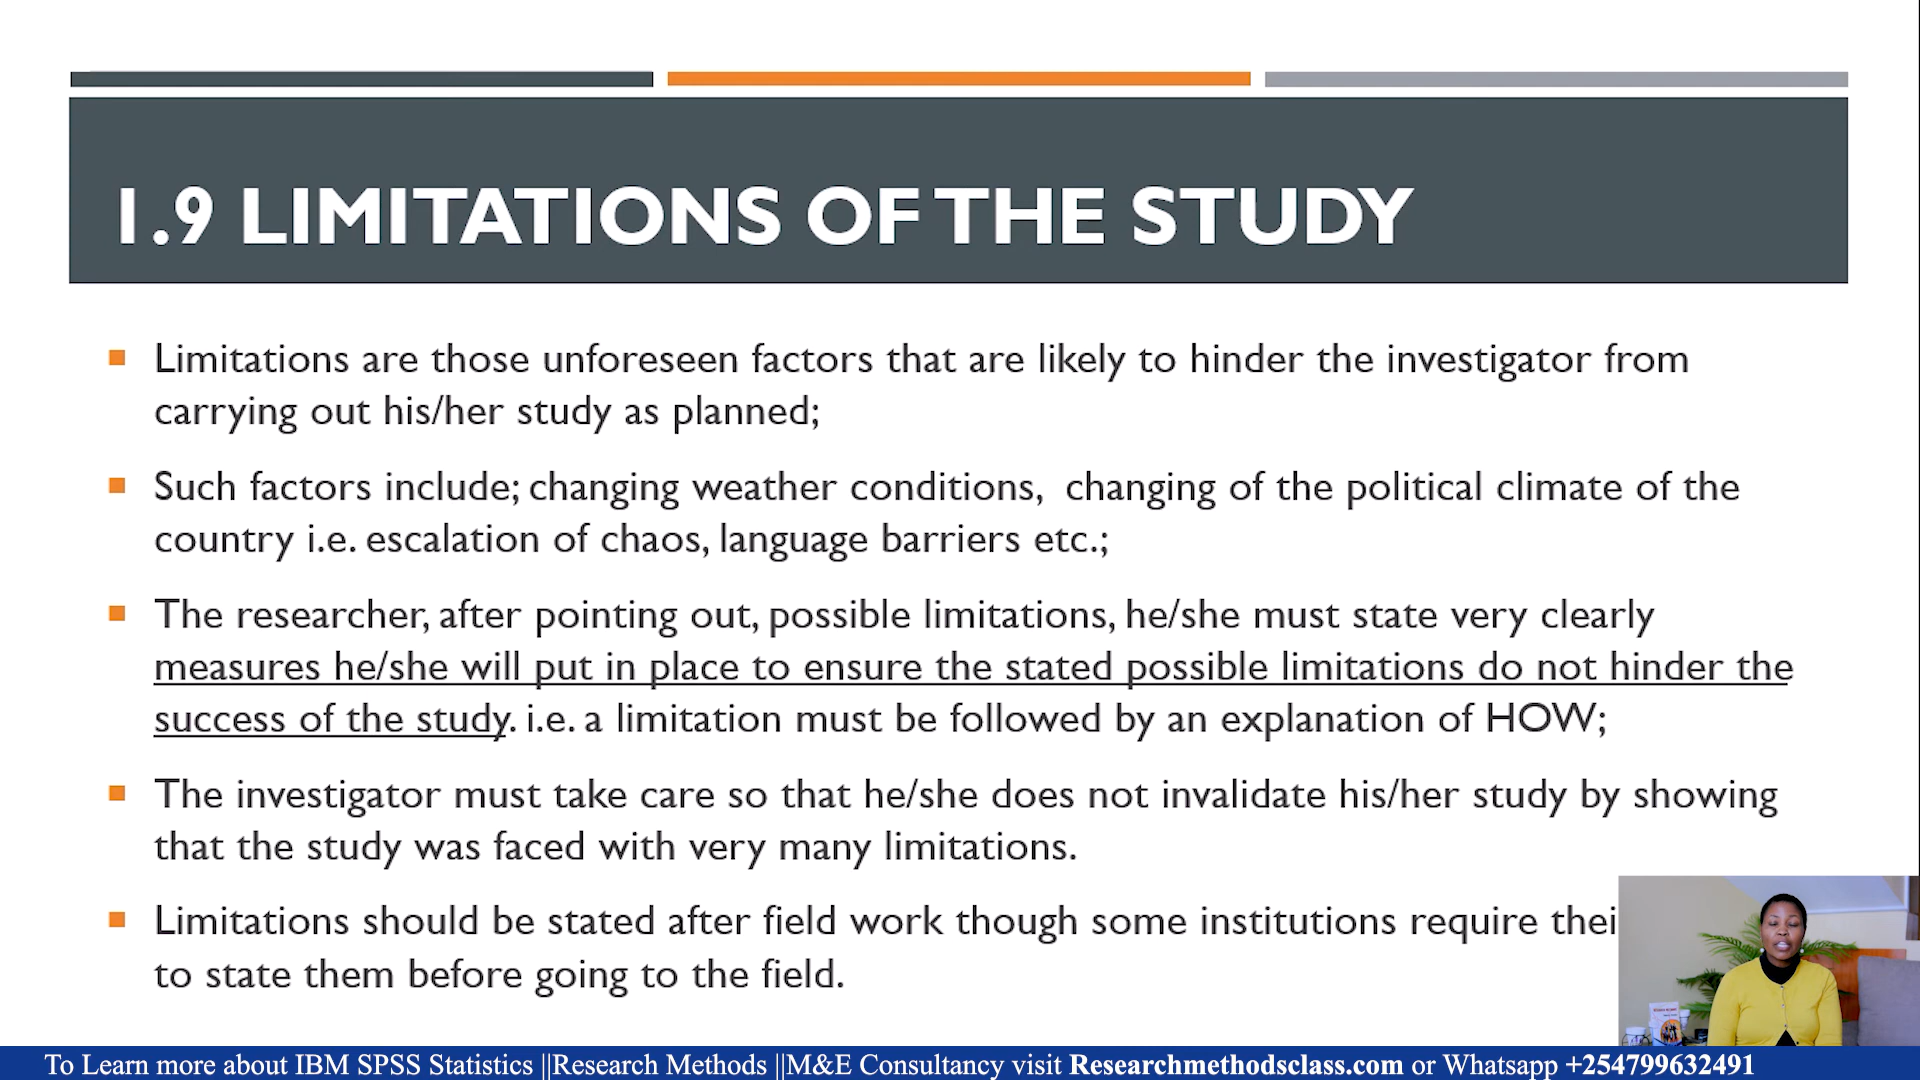 1.9 LIMITATIONS OF THE STUDY
Limitations are those unforeseen factors that are likely to hinder the investigator from
carrying out his/her study as planned;
Such factors include; changing weather conditions, changing of the political climate of the
country i.e. escalation of chaos, language barriers etc.;
The researcher, after pointing out, possible limitations, he/she must state very clearly
measures he/she will put in place to ensure the stated possible limitations do not hinder the
success of the study. i.e. a limitation must be followed by an explanation of HOW;
The investigator must take care so that he/she does not invalidate his/her study by showing
that the study was faced with very many limitations.
Limitations should be stated after field work though some institutions require
to state them before going to the field.
To Learn more about IBM SPSS Statistics ||Research Methods ||M&E Consultancy visit Researchmethodsclass.com or Whatsapp +254799632491